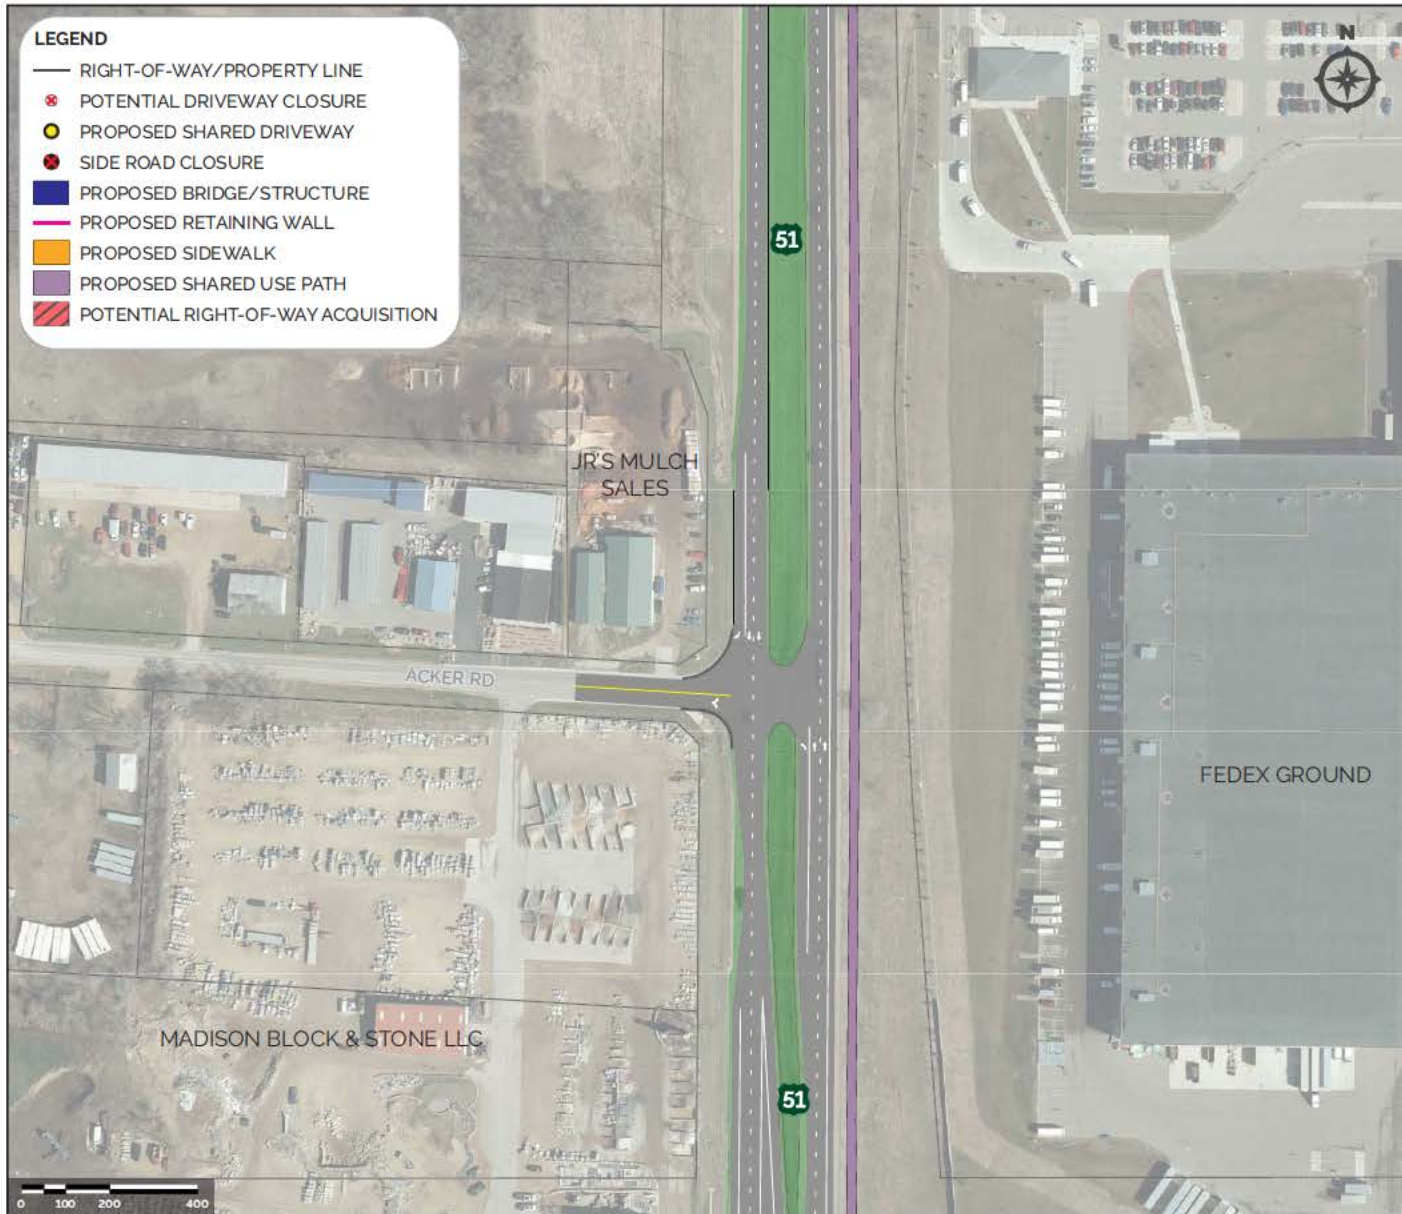 LEGEND
RIGHT-OF-WAY/PROPERTY LINE
POTENTIAL DRIVEWAY CLOSURE
PROPOSED SHARED DRIVEWAY
SIDE ROAD CLOSURE
PROPOSED BRIDGE/STRUCTURE
PROPOSED RETAINING WALL
PROPOSED SIDEWALK
PROPOSED SHARED USE PATH
POTENTIAL RIGHT-OF-WAY ACQUISITION
N
51
JR'S MULCH
SALES
ACKER RD
FEDEX GROUND
MADISON BLOCK & STONE LLC
51
0 100 200 400